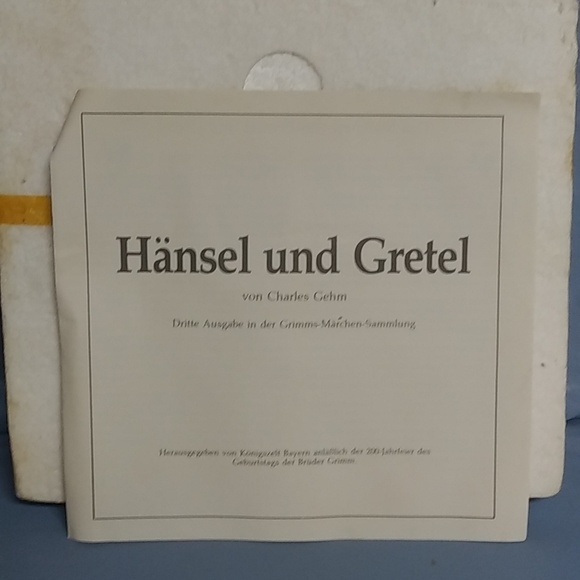 Hänsel und Gretel
von Charles Gehm
Dritte Ausgabe in der Grimms-Märchen-Sammlung
Herausgegeben von Königszelt Bayern anläßlich der 200-Jahrfeier des
Geburtstags der Brüder Grimm